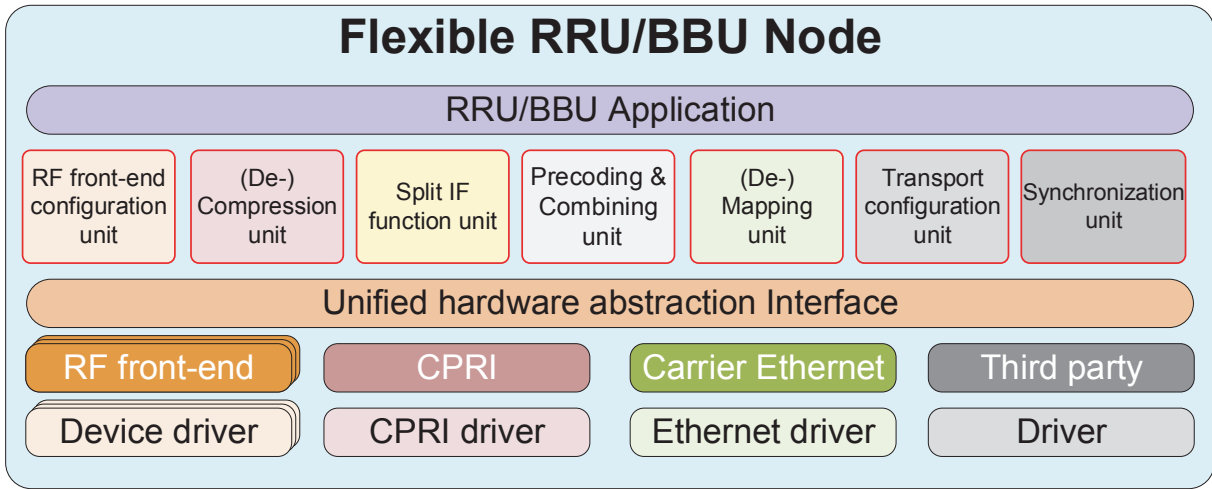 Flexible RRU/BBU Node
RRU/BBU Application
RF front-end
configuration
unit
(De-)
Compression
unit
Split IF
function unit
Precoding &
Combining
unit
(De-)
Mapping
unit
Transport
configuration
unit
Synchronization
unit
Unified hardware abstraction Interface
RF front-end
CPRI
Carrier Ethernet
Third party
Device driver
CPRI driver
Ethernet driver
Driver